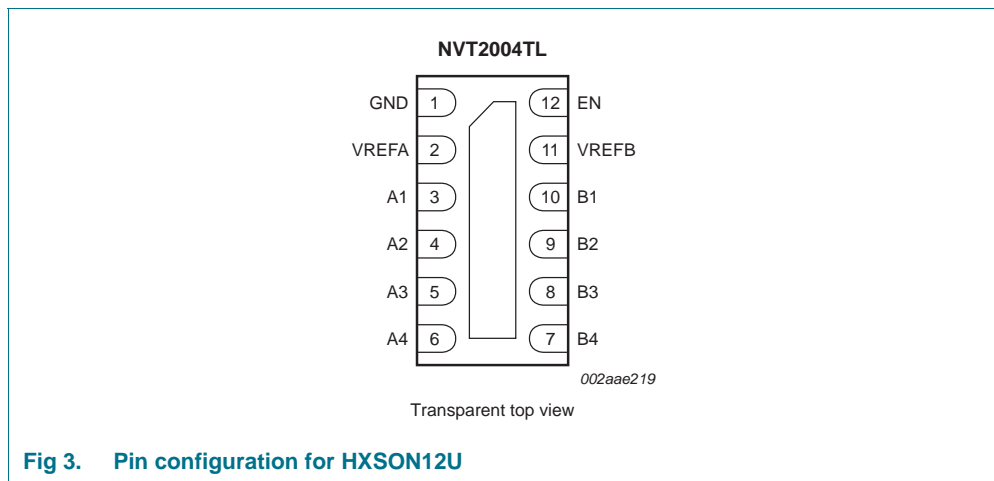 NVT2004TL
GND 1 12 EN
VREFA 2 11 VREFB
A1 3 10 B1
A2 4 9 B2
A3 5 8 B3
A4 6 7 B4
002aae219
Transparent top view
Fig 3. Pin configuration for HXSON12U